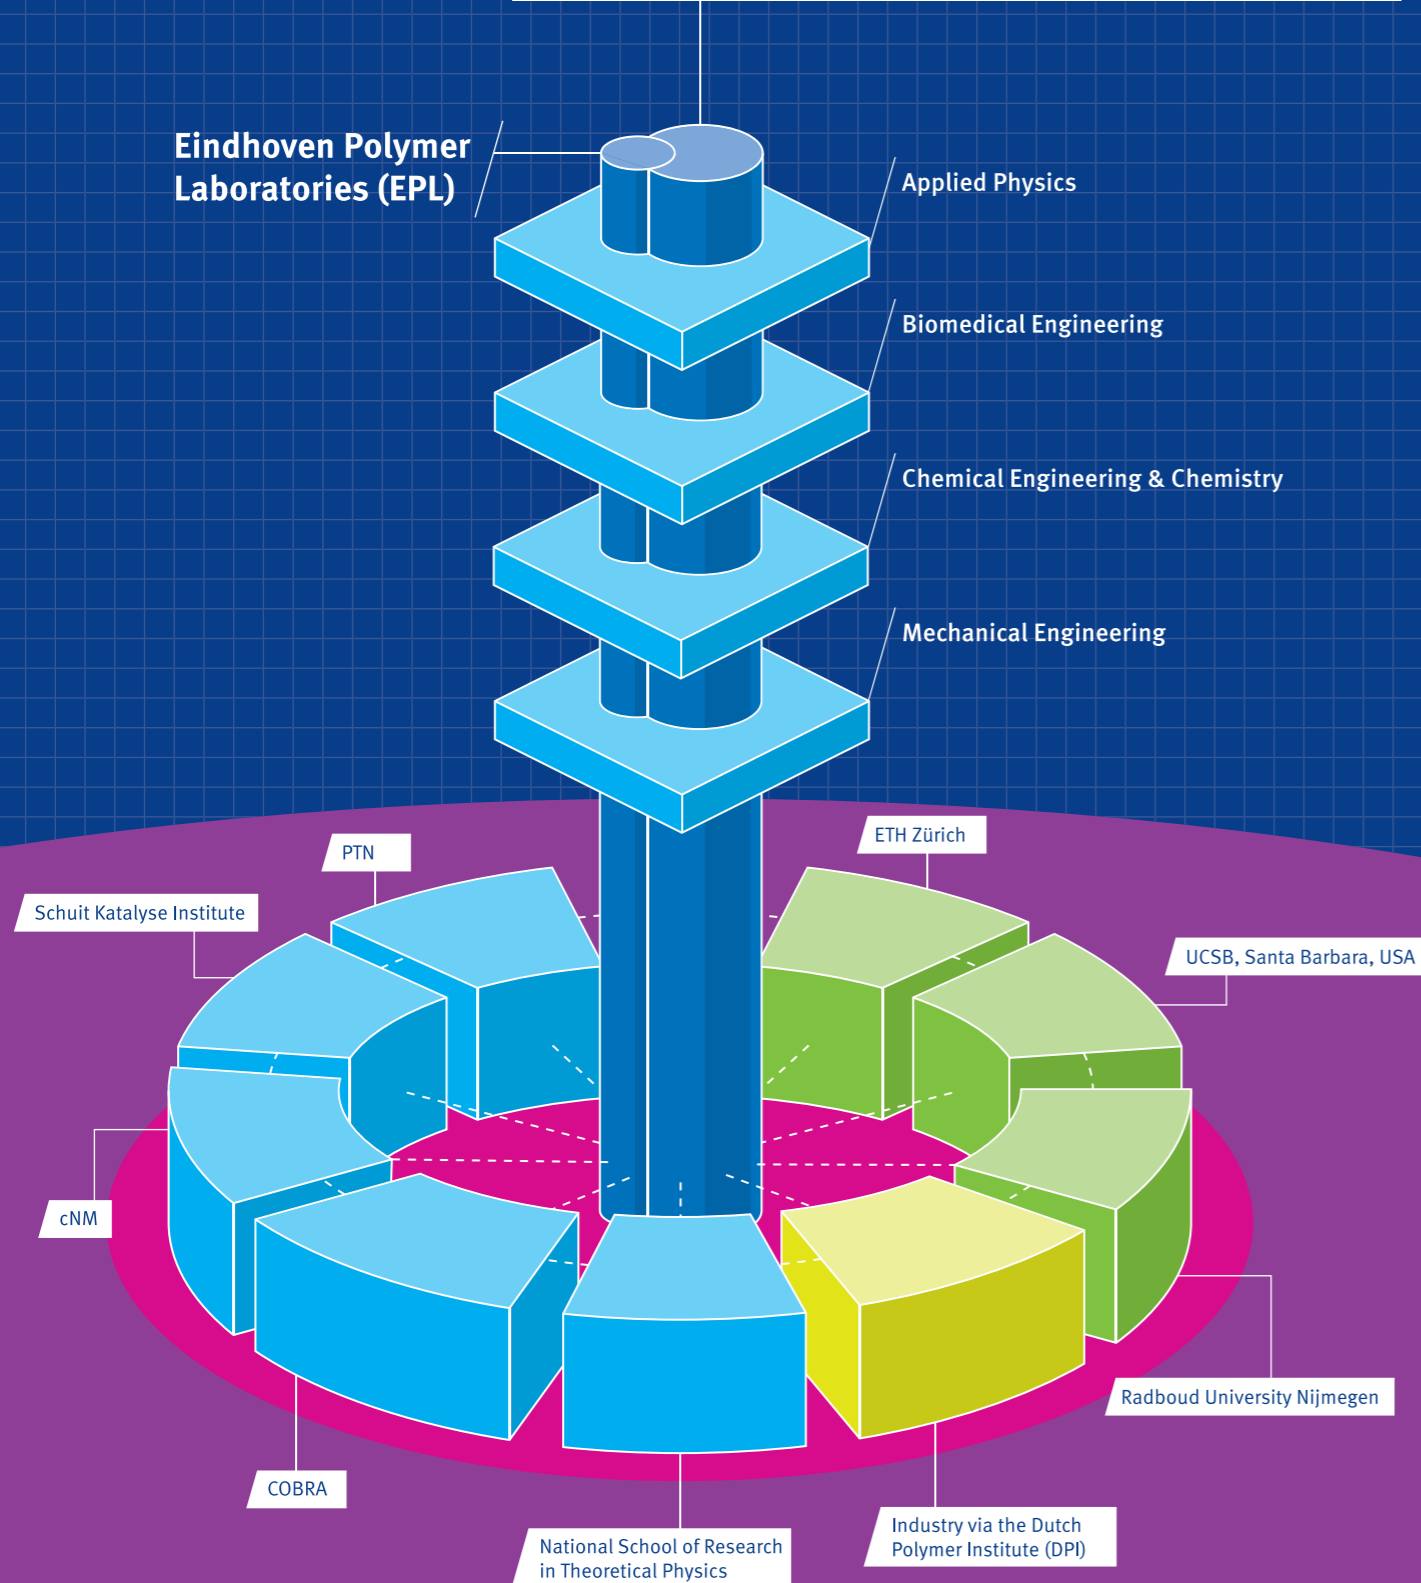 Eindhoven Polymer
Laboratories (EPL)
Applied Physics
Biomedical Engineering
Chemical Engineering & Chemistry
Mechanical Engineering
PTN
ETH Zürich
Schuit Katalyse Institute
UCSB, Santa Barbara, USA
cNM
Radboud University Nijmegen
COBRA
Industry via the Dutch
Polymer Institute (DPI)
National School of Research
in Theoretical Physics